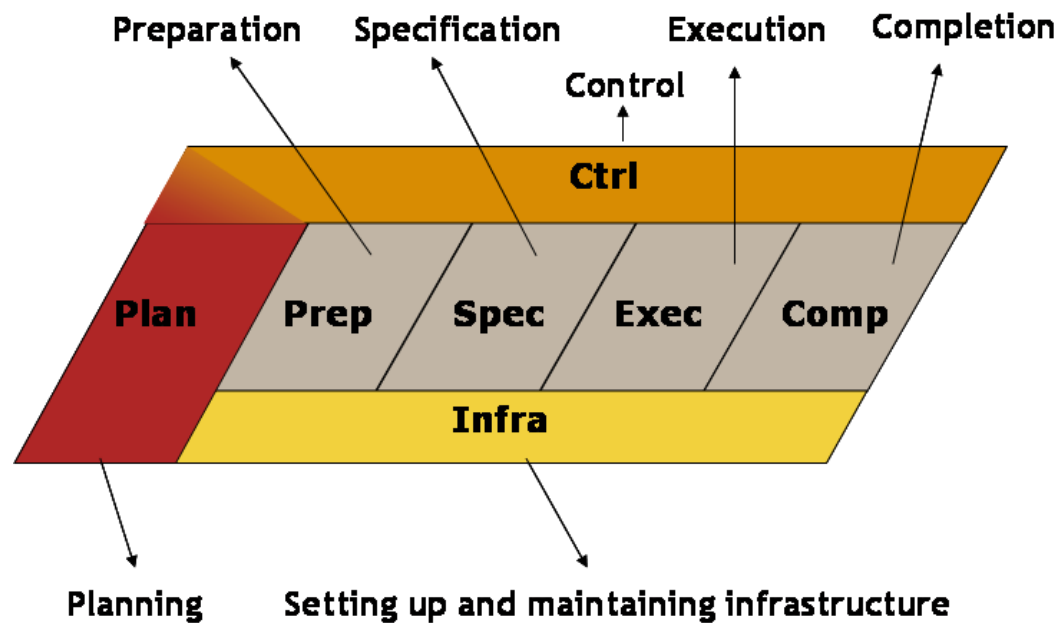 Preparation Specification Execution Completion
Control
Ctrl
Plan Prep Spec Exec Comp
Infra
Planning Setting up and maintaining infrastructure